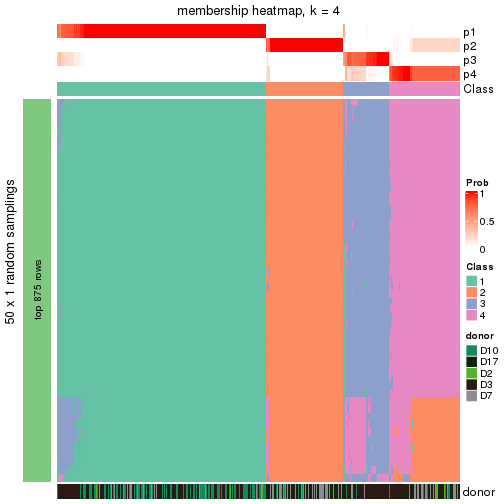 membership heatmap, k = 4
p1
p2
p3
p4
Class
50 x 1 random samplings
top 875 rows
Prob
1
0.5
0
Class
1
2
3
4
donor
D10
D17
D2
D3
D7
donor